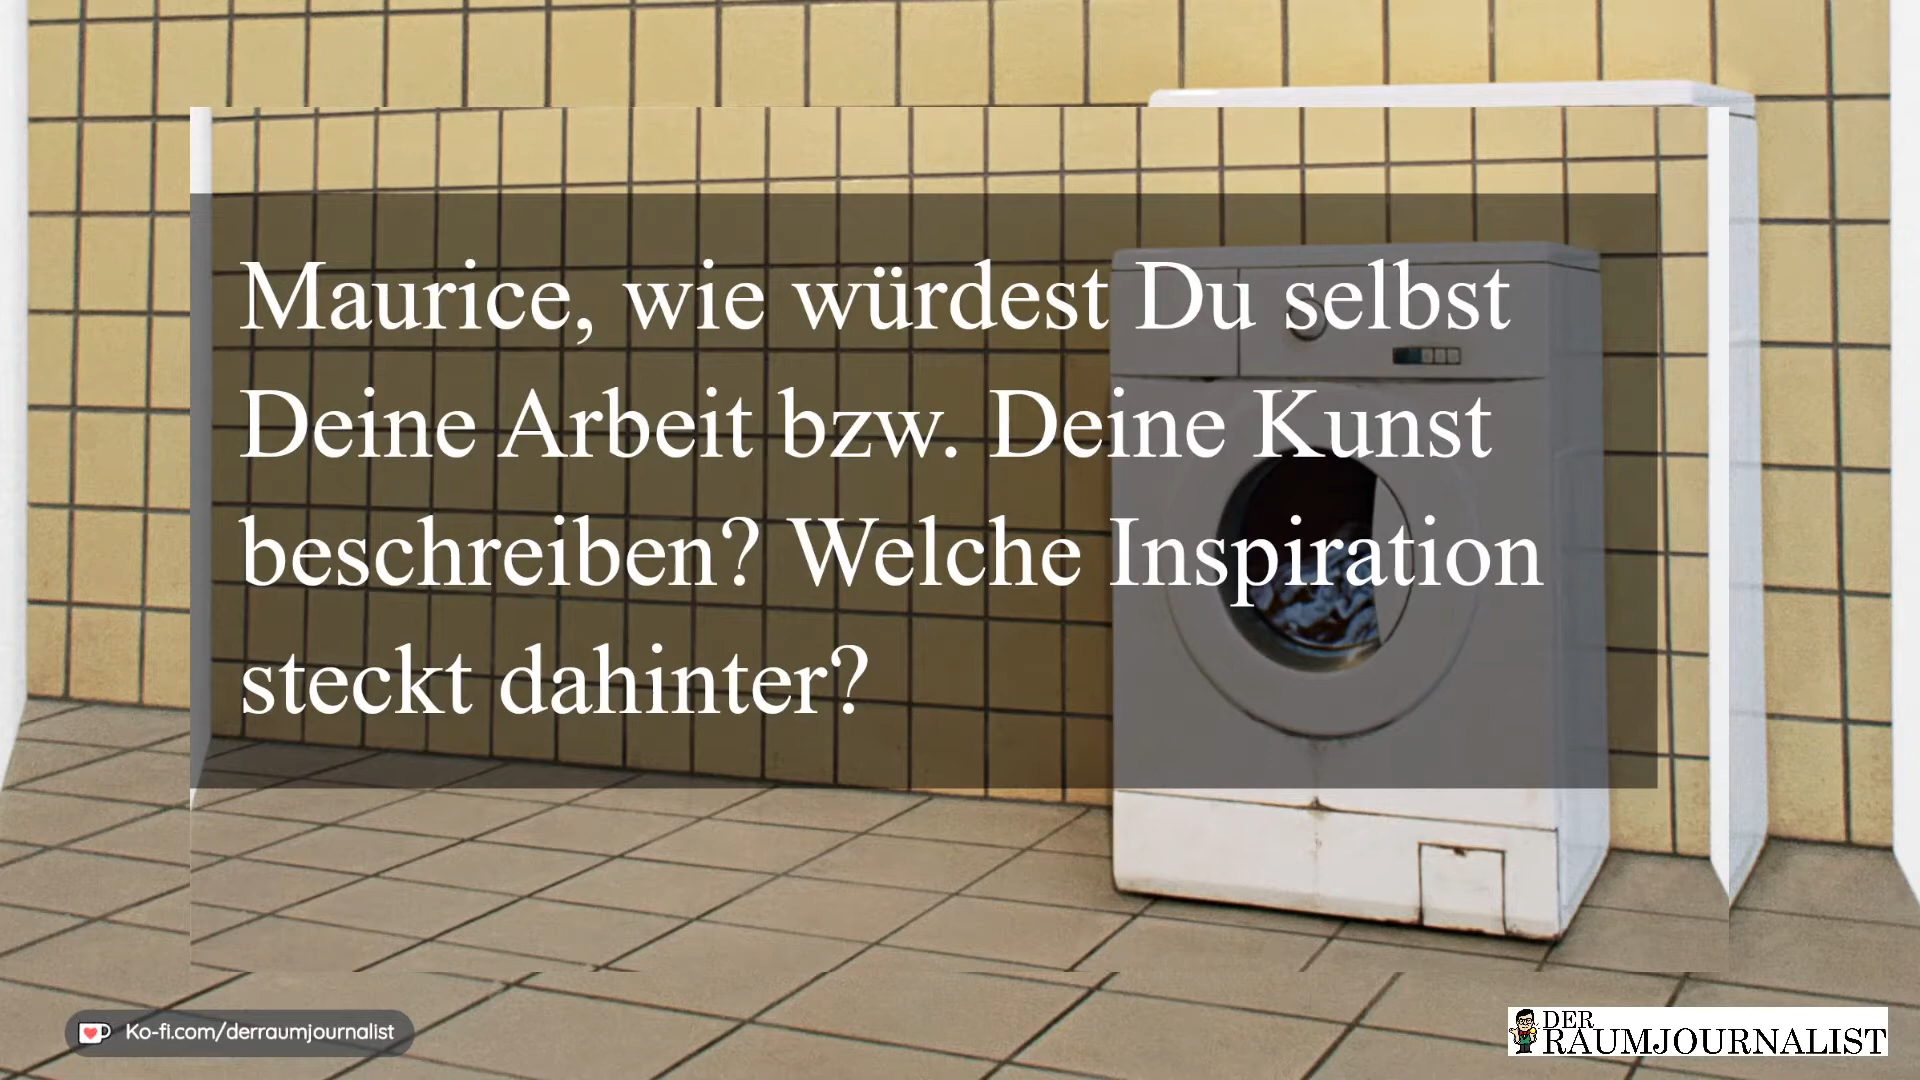 Maurice, wie würdest Du selbst
Deine Arbeit bzw. Deine Kunst
beschreiben? Welche Inspiration
steckt dahinter?
Ko-fi.com/derraumjournalist
DER
RAUMJOURNALIST